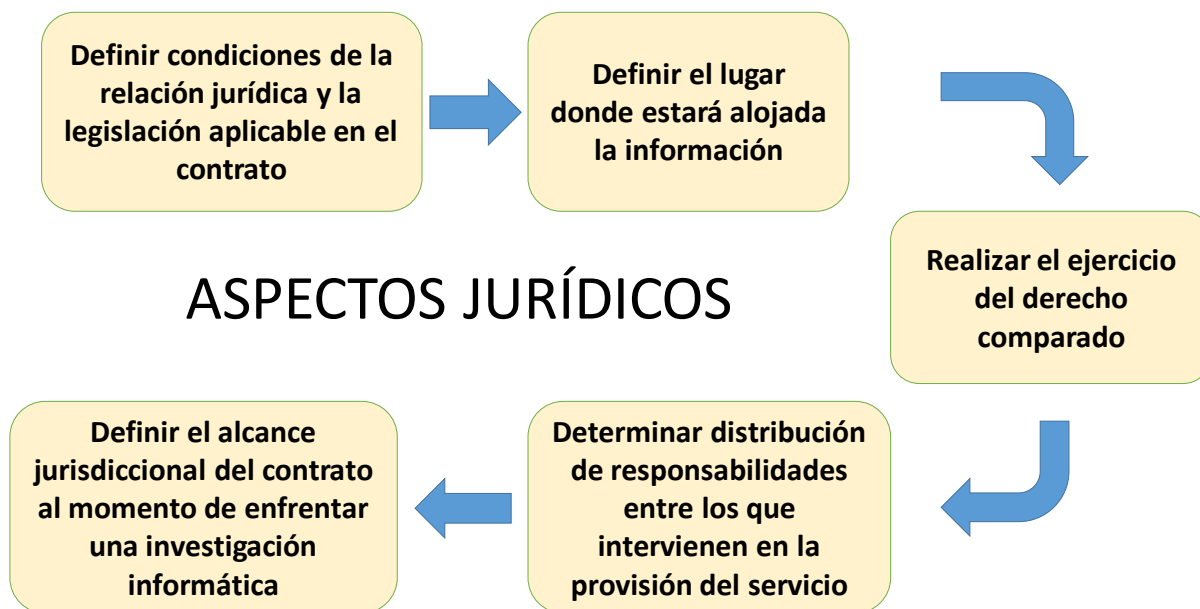 Definir condiciones de la
relación jurídica y la
legislación aplicable en el
contrato
Definir el lugar
donde estará alojada
la información
Realizar el ejercicio
del derecho
comparado
ASPECTOS JURÍDICOS
Determinar distribución
de responsabilidades
entre los que
intervienen en la
provisión del servicio
Definir el alcance
jurisdiccional del contrato
al momento de enfrentar
una investigación
informática